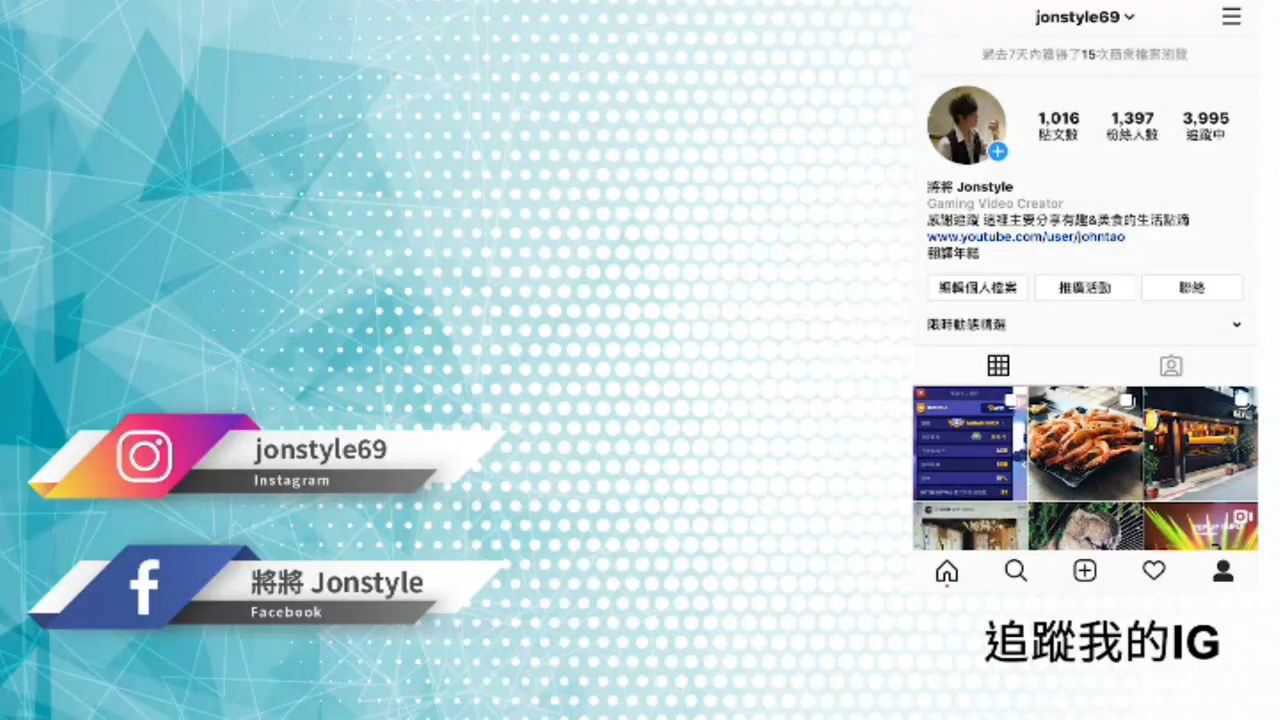 jonstyle69
過去7天內獲得了15次商業檔案瀏覽
1,016 1,397 3,995
貼文數 粉絲人數 追蹤中
將將 Jonstyle
Gaming Video Creator
感謝追蹤 這裡主要分享有趣&美食的生活點滴
www.youtube.com/user/johntao
翻譯年糕
編輯個人檔案 推廣活動 聯絡
限時動態精選
jonstyle69
Instagram
將將 Jonstyle
Facebook
追蹤我的IG